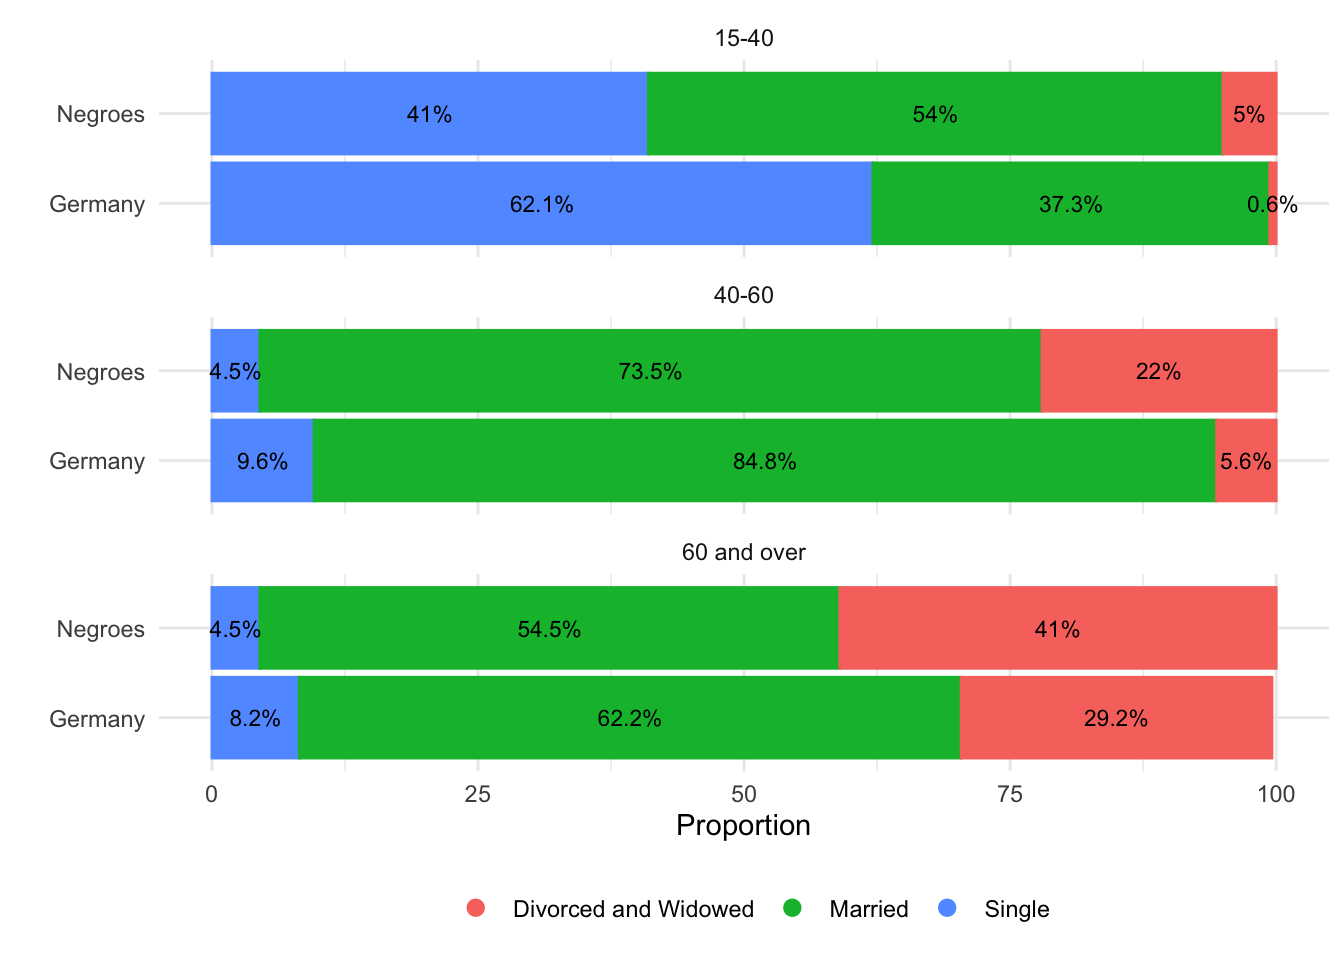 15-40
Negroes 41% 54% 5%
Germany 62.1% 37.3% 0.6%
40-60
Negroes 4.5% 73.5% 22%
Germany 9.6% 84.8% 5.6%
60 and over
Negroes 4.5% 54.5% 41%
Germany 8.2% 62.2% 29.2%
0 25 50 75 100
Proportion
Divorced and Widowed Married Single